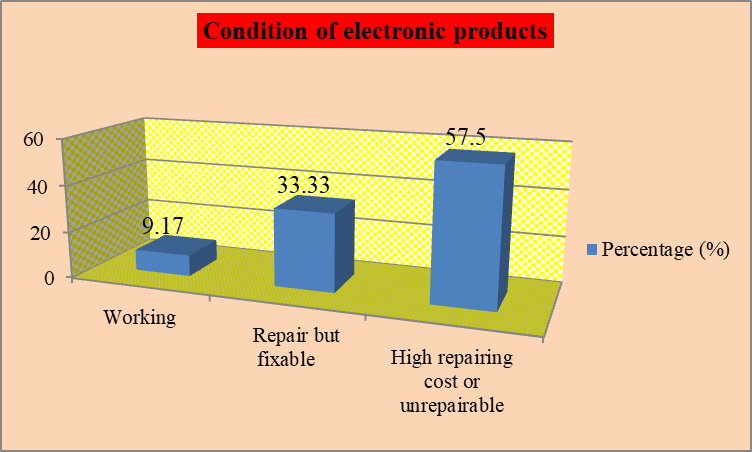 Condition of electronic products
60
40
20
0
9.17
33.33
57.5
Working
Repair but
fixable
High repairing
cost or
unrepairable
Percentage (%)